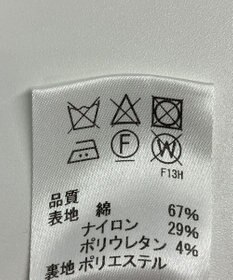 F W
F13H
品質
表地 綿 67%
ナイロン 29%
ポリウレタン 4%
裏地 ポリエステル